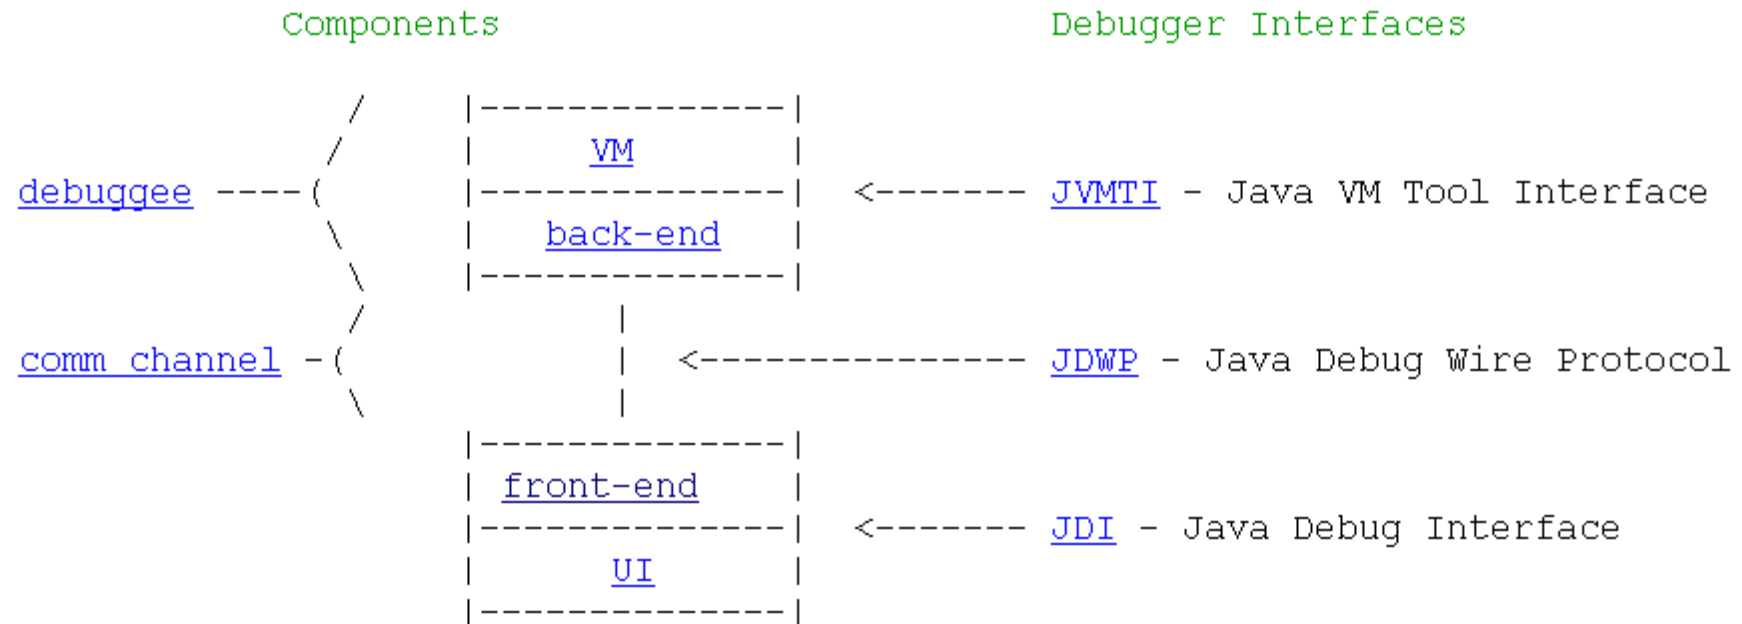 Components Debugger Interfaces
/ |--------------|
/ | VM |
debuggee ----( |--------------| <------- JVMTI - Java VM Tool Interface
\ | back-end |
\ |--------------|
/ |
comm channel -( | <--------------- JDWP - Java Debug Wire Protocol
\ |
|--------------|
| front-end |
|--------------| <------- JDI - Java Debug Interface
| UI |
|--------------|